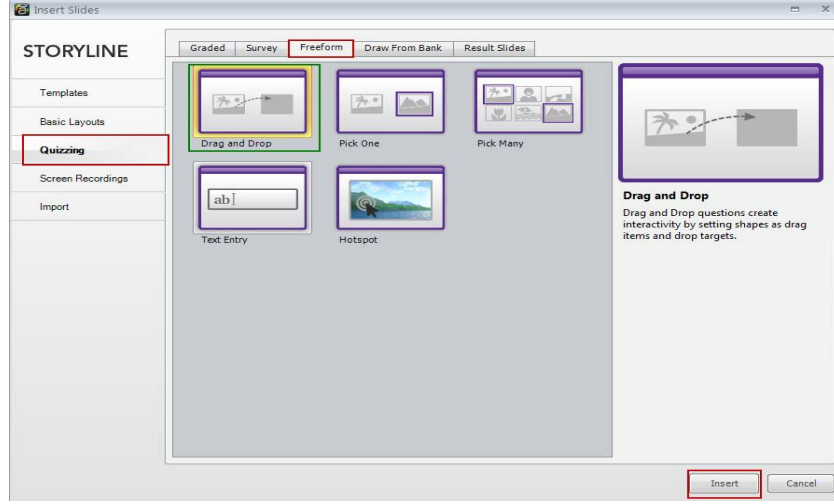 Insert Slides
STORYLINE
Templates
Basic Layouts
Quizzing
Screen Recordings
Import
Graded Survey Freeform Draw From Bank Result Slides
Drag and Drop Pick One Pick Many
ab
Text Entry Hotspot
Drag and Drop
Drag and Drop questions create
interactivity by setting shapes as drag
items and drop targets.
Insert Cancel